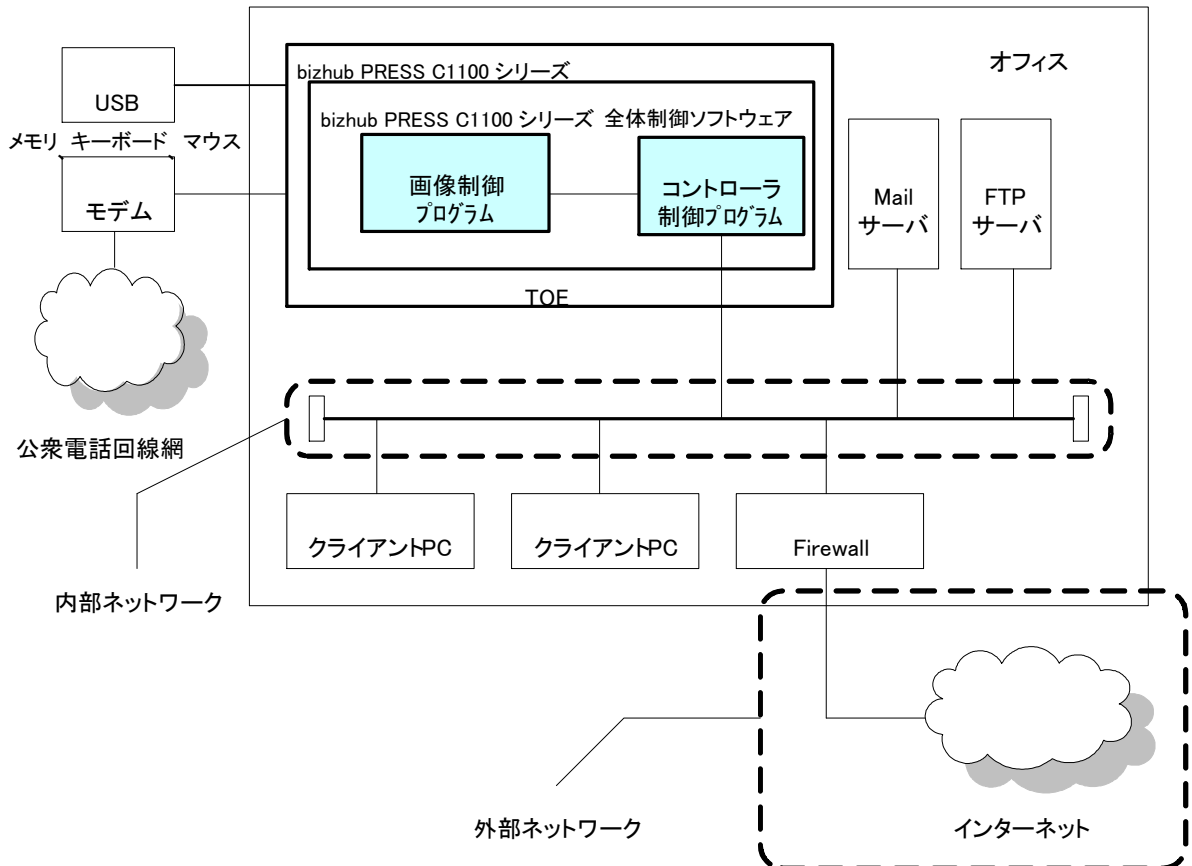 オフィス
bizhub PRESS C1100 シリーズ
USB
bizhub PRESS C1100 シリーズ 全体制御ソフトウェア
メモリ キーボード マウス
画像制御
プログラム
コントローラ
制御プログラム
モデム
Mail
サーバ
FTP
サーバ
TOE
公衆電話回線網
クライアントPC
クライアントPC
Firewall
内部ネットワーク
外部ネットワーク
インターネット